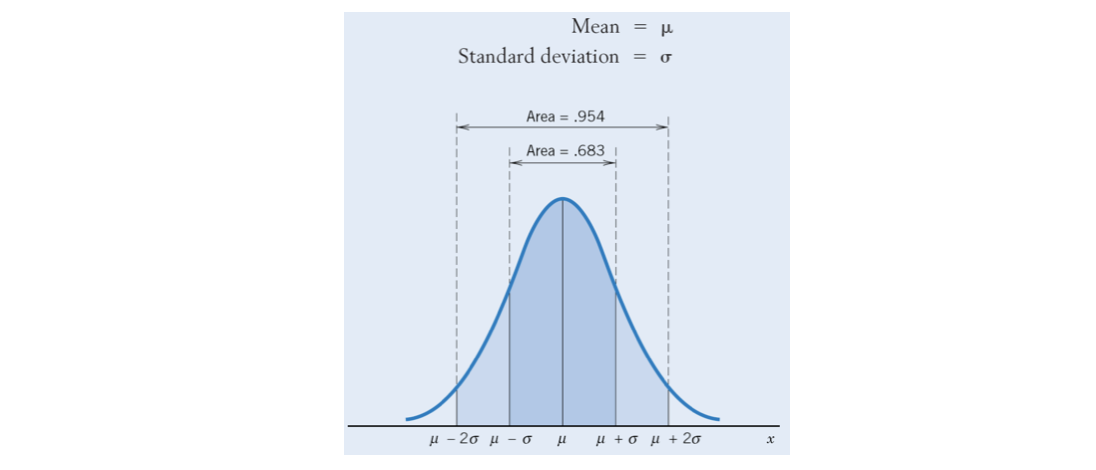 Mean = μ
Standard deviation = σ
Area = .954
Area = .683
μ – 2σ μ – σ μ μ + σ μ + 2σ x